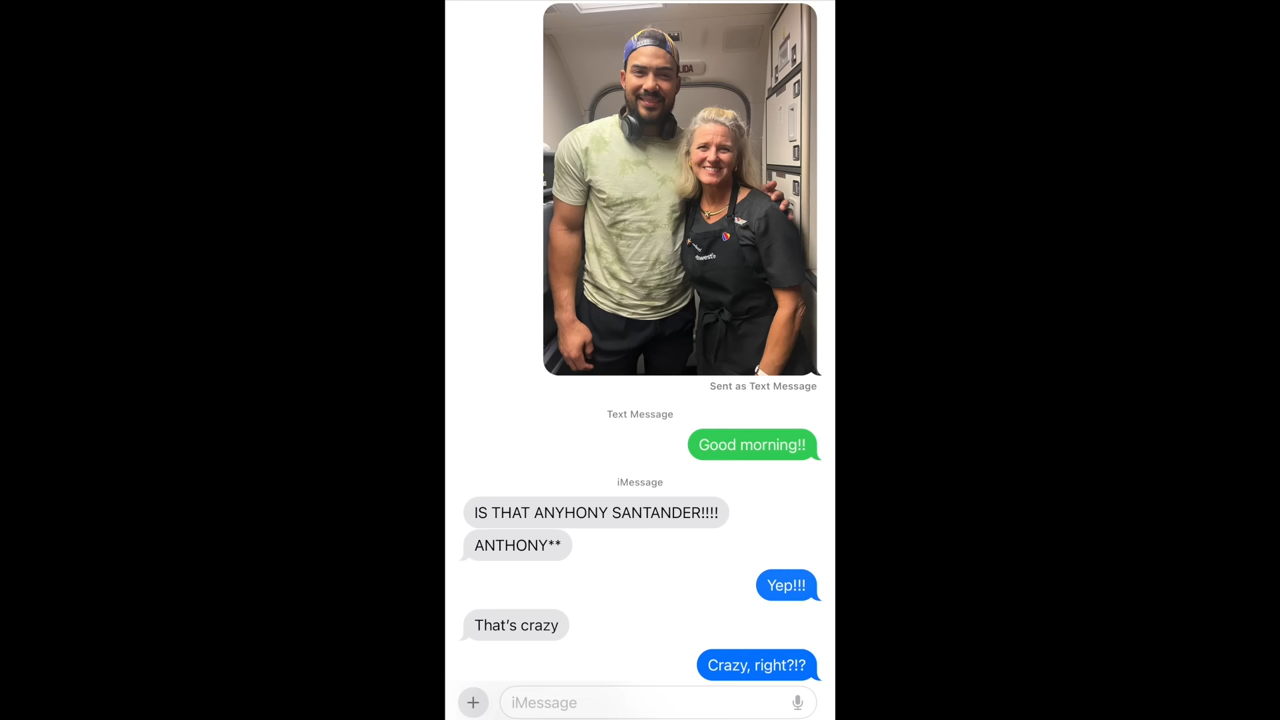 IDA
Sent as Text Message
Text Message
Good morning!!
iMessage
IS THAT ANYHONY SANTANDER!!!!
ANTHONY**
Yep!!!
That's crazy
Crazy, right?!?
iMessage